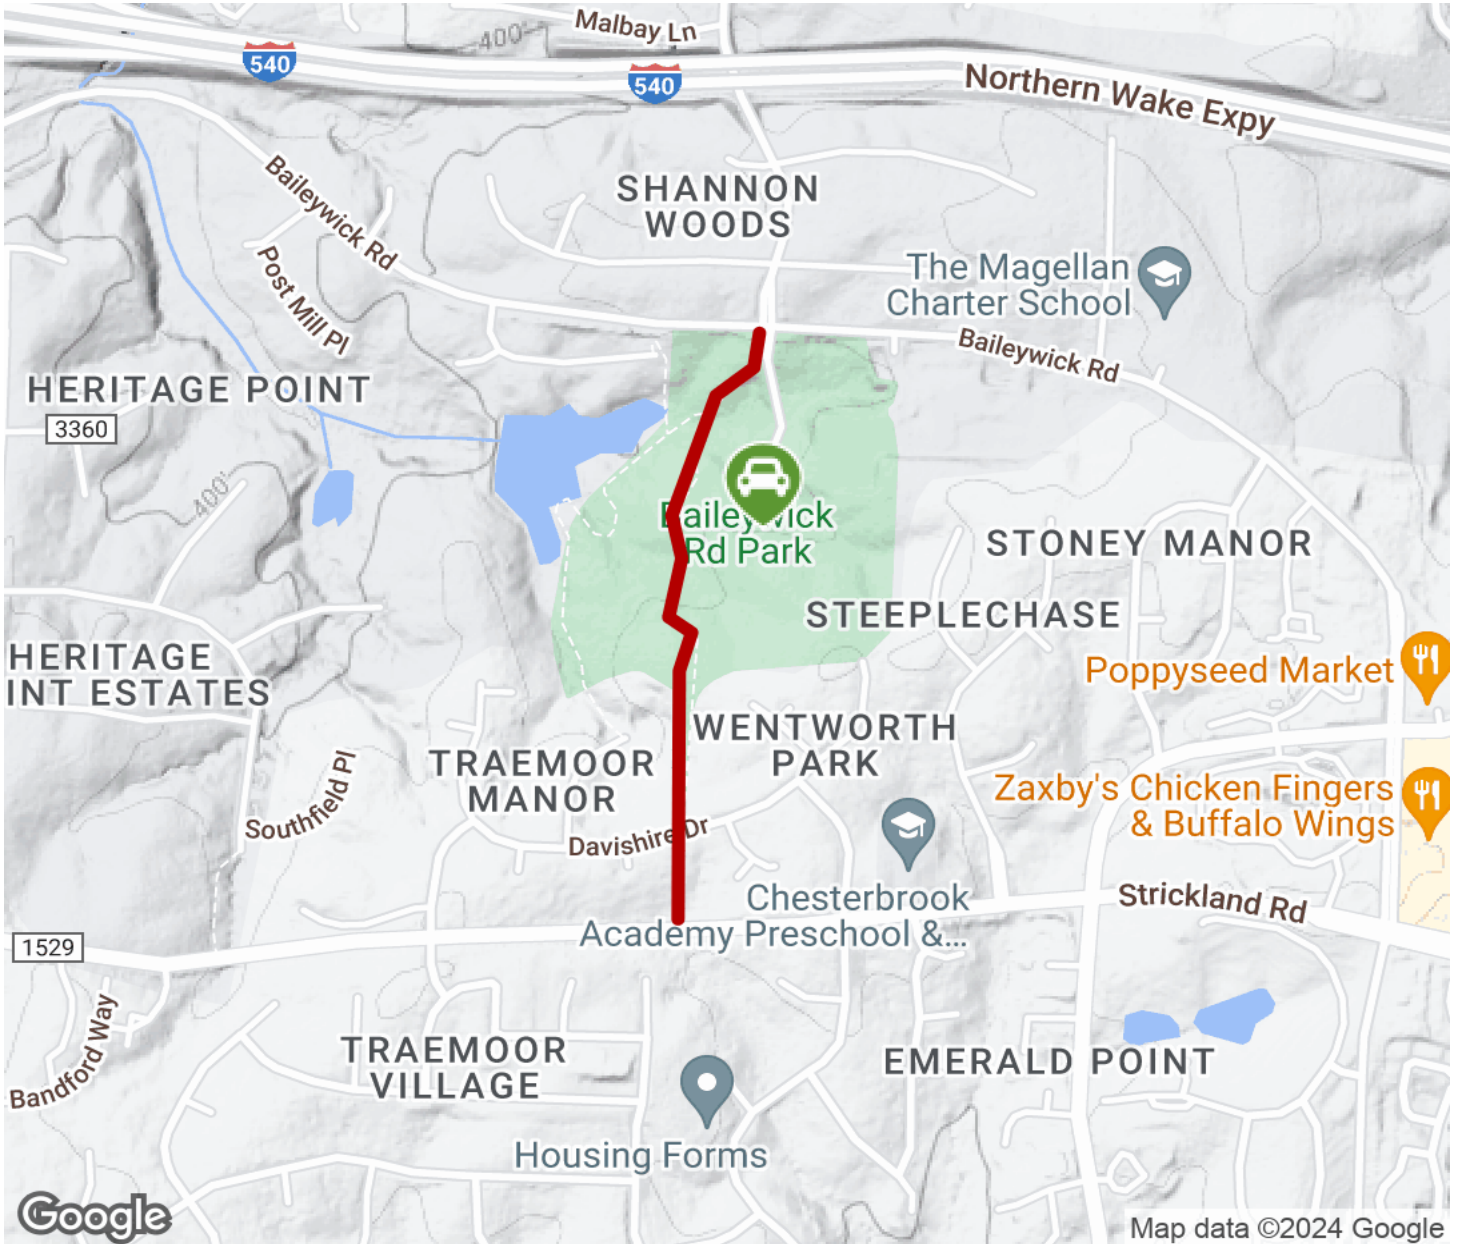 Malbay Ln
400'
540
540
Northern Wake Expy
SHANNON
WOODS
Baileywick Rd
The Magellan
Charter School
Post Mill Pl
Baileywick Rd
HERITAGE POINT
3360
400'
Baileywick
Rd Park
STONEY MANOR
STEEPLECHASE
HERITAGE
INT ESTATES
Poppyseed Market
WENTWORTH
PARK
TRAEMOOR
MANOR
Southfield Pl
Zaxby's Chicken Fingers
& Buffalo Wings
Davishire Dr
Chesterbrook
Academy Preschool &...
Strickland Rd
1529
Bandford Way
TRAEMOOR
VILLAGE
EMERALD POINT
Housing Forms
Google
Map data ©2024 Google